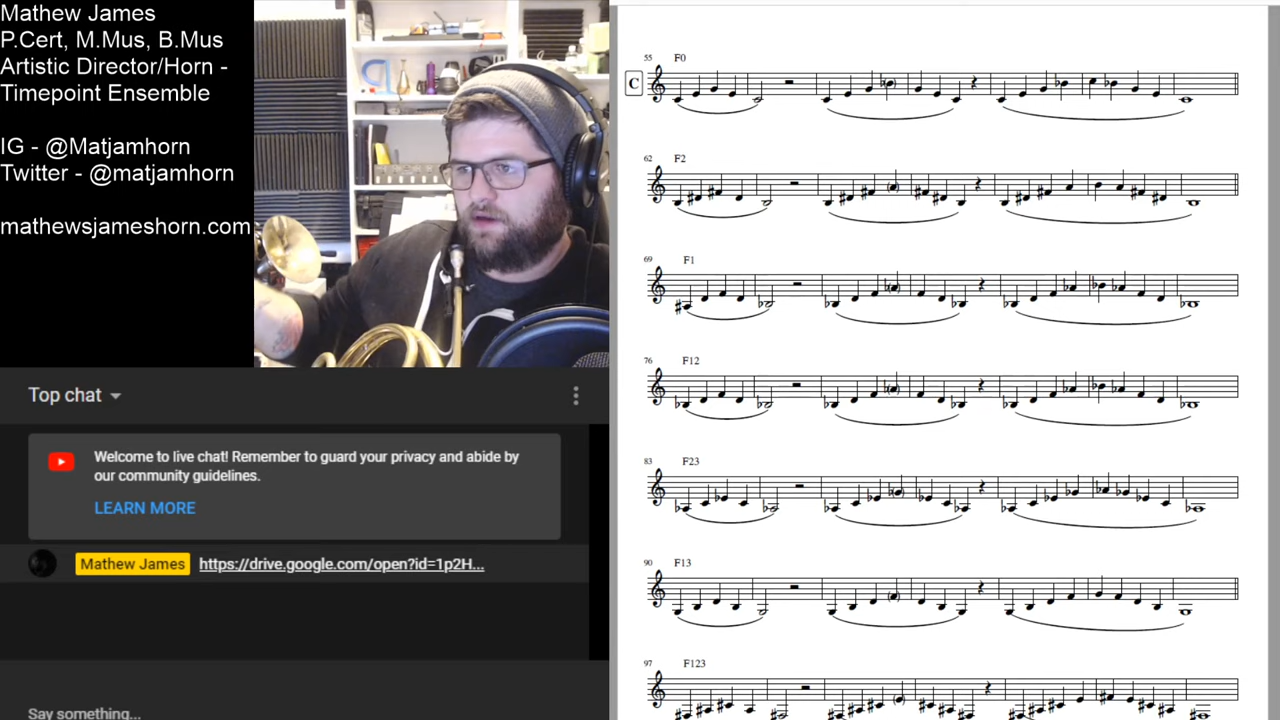 Mathew James
P.Cert, M.Mus, B.Mus
Artistic Director/Horn -
Timepoint Ensemble
IG - @Matjamhorn
Twitter - @matjamhorn
mathewsjameshorn.com
Top chat
Welcome to live chat! Remember to guard your privacy and abide by
our community guidelines.
LEARN MORE
Mathew James https://drive.google.com/open?id=1p2H...
Say something...
55 F0
C
62 F2
69 F1
76 F12
83 F23
90 F13
97 F123